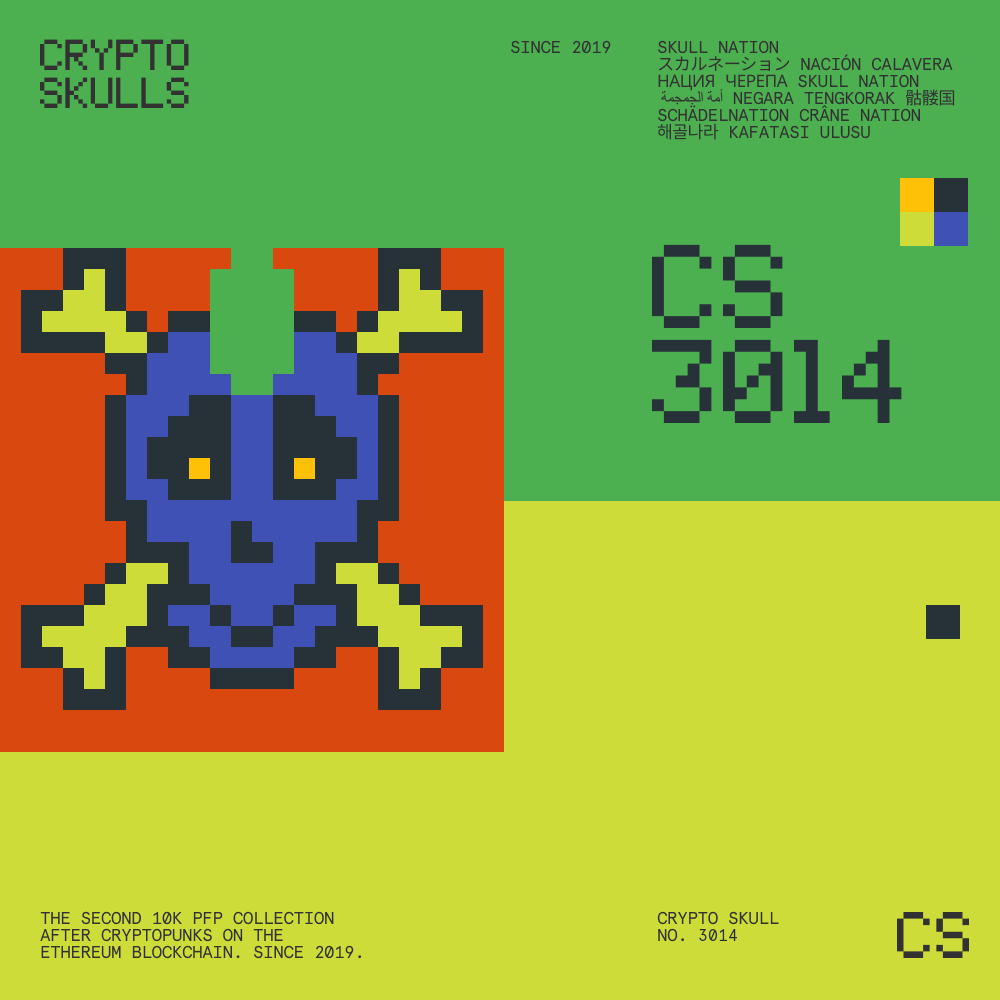 CRYPTO
SKULLS
SINCE 2019
SKULL NATION
スカルネーション NACIÓN CALAVERA
НАЦИЯ ЧЕРЕПА SKULL NATION
أمة الجمجمة NEGARA TENGKORAK 骷髅国
SCHÄDELNATION CRÂNE NATION
해골나라 KAFATASI ULUSU
CS
3014
THE SECOND 10K PFP COLLECTION
AFTER CRYPTOPUNKS ON THE
ETHEREUM BLOCKCHAIN. SINCE 2019.
CRYPTO SKULL
NO. 3014
CS